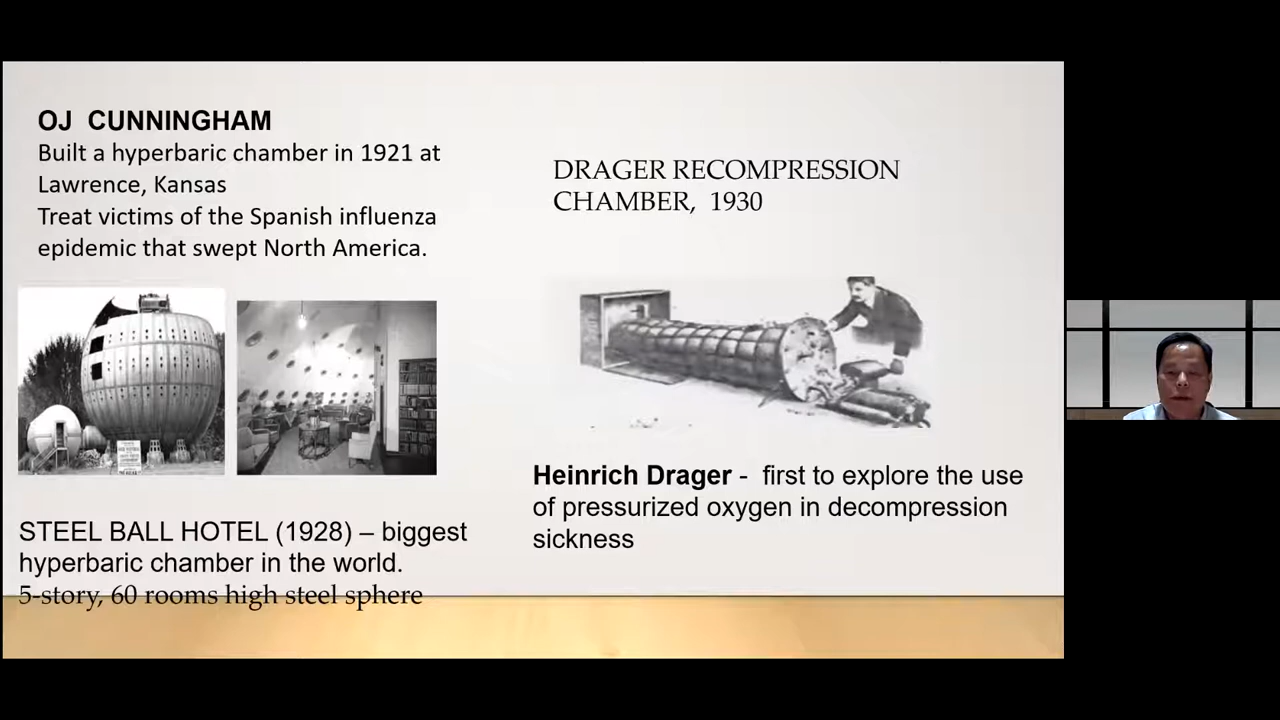 OJ CUNNINGHAM
Built a hyperbaric chamber in 1921 at
Lawrence, Kansas
Treat victims of the Spanish influenza
epidemic that swept North America.
STEEL BALL HOTEL (1928) – biggest
hyperbaric chamber in the world.
5-story, 60 rooms high steel sphere
DRAGER RECOMPRESSION
CHAMBER, 1930
Heinrich Drager - first to explore the use
of pressurized oxygen in decompression
sickness